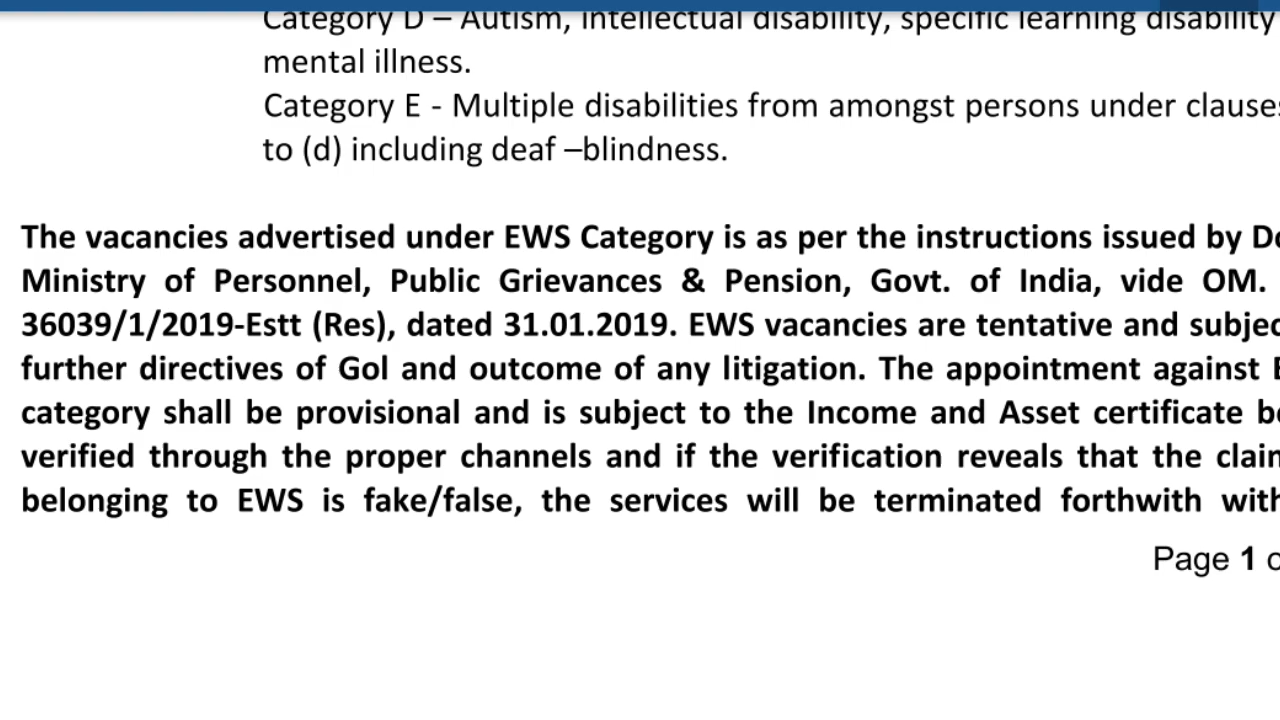 Category D – Autism, intellectual disability, specific learning disability
mental illness.
Category E - Multiple disabilities from amongst persons under clauses
to (d) including deaf –blindness.
The vacancies advertised under EWS Category is as per the instructions issued by
Ministry of Personnel, Public Grievances & Pension, Govt. of India, vide OM.
36039/1/2019-Estt (Res), dated 31.01.2019. EWS vacancies are tentative and subjec
further directives of GoI and outcome of any litigation. The appointment against
category shall be provisional and is subject to the Income and Asset certificate
verified through the proper channels and if the verification reveals that the claim
belonging to EWS is fake/false, the services will be terminated forthwith with
Page 1